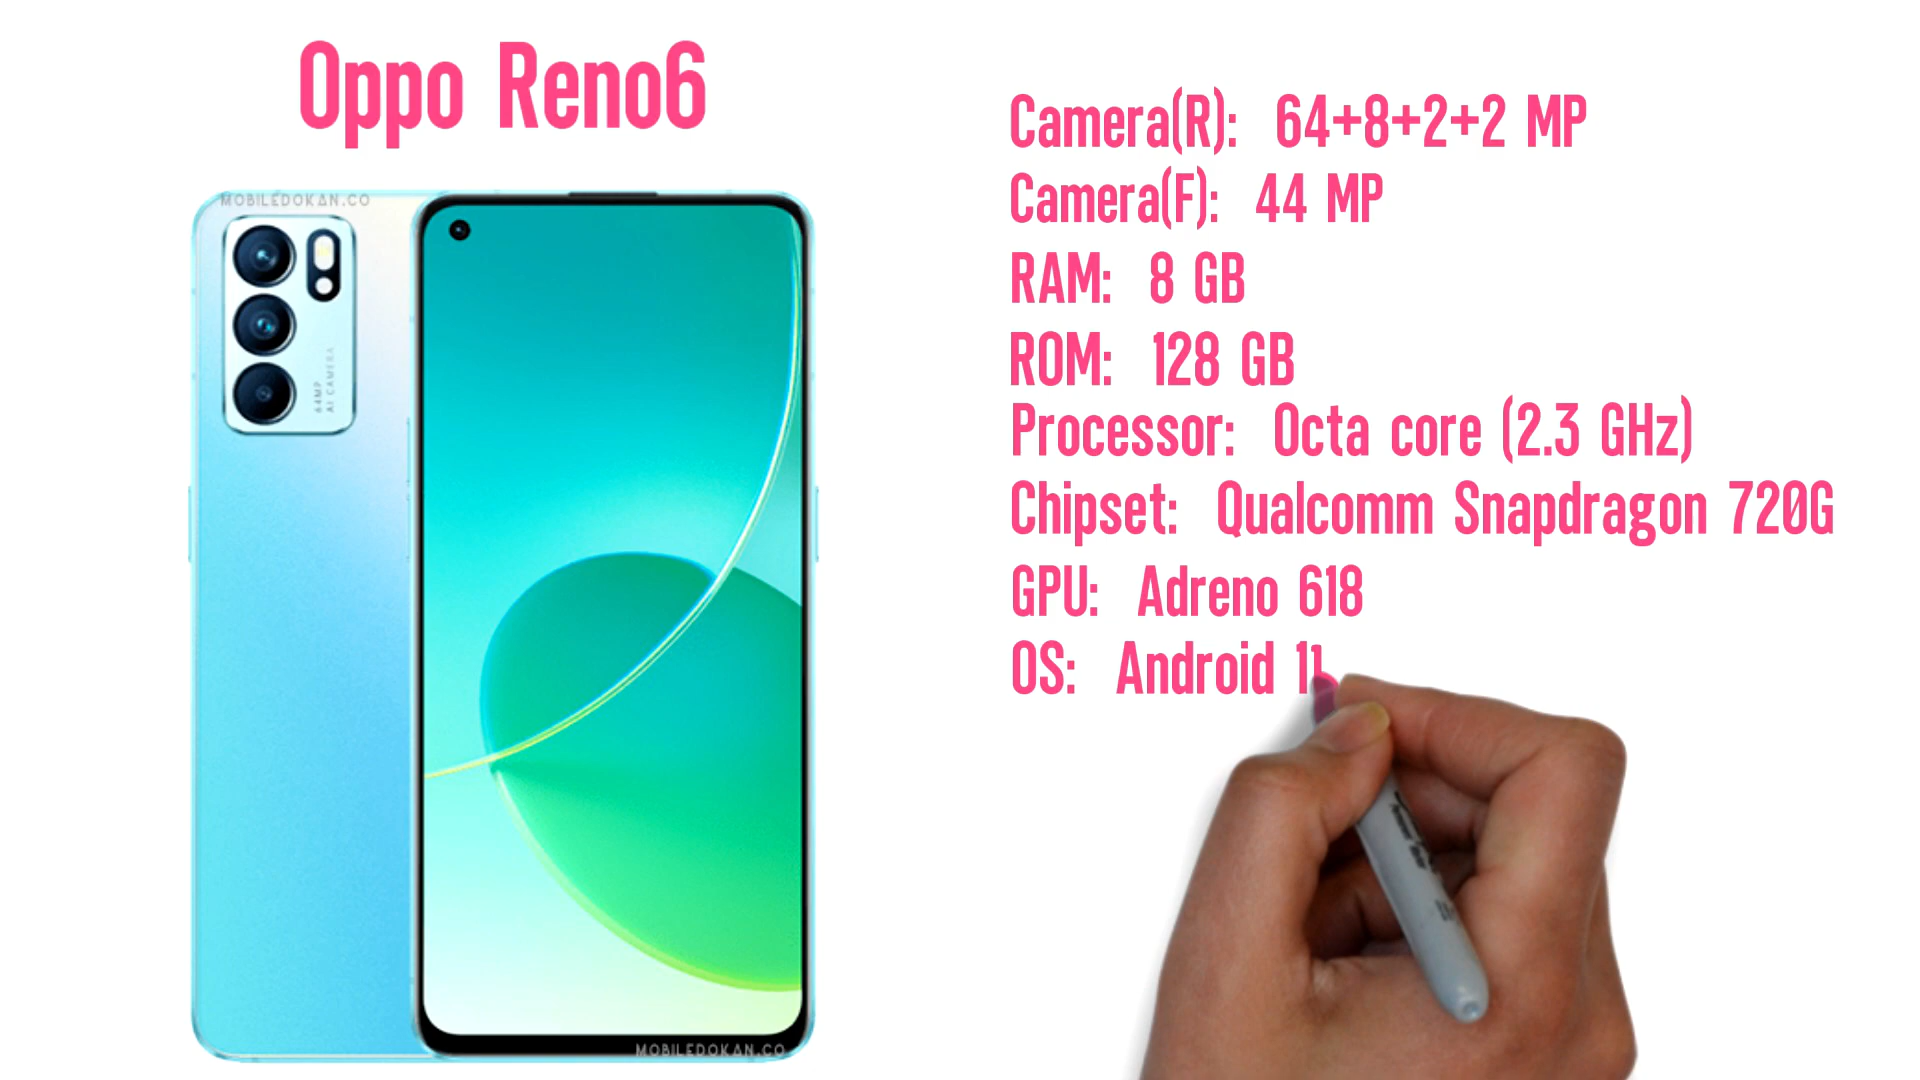 Oppo Reno6
MOBILEDOKAN.CO
64MP
AI CAMERA
MOBILEDOKAN.CO
Camera(R): 64+8+2+2 MP
Camera(F): 44 MP
RAM: 8 GB
ROM: 128 GB
Processor: Octa core (2.3 GHz)
Chipset: Qualcomm Snapdragon 720G
GPU: Adreno 618
OS: Android 11